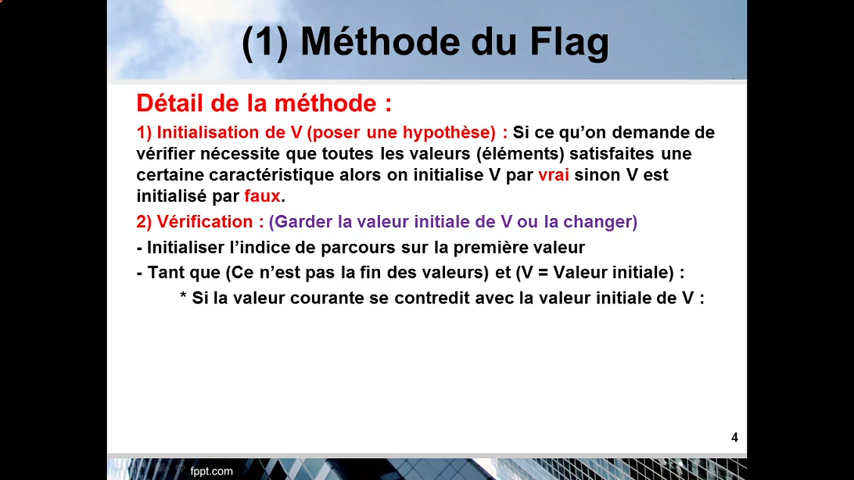 (1) Méthode du Flag
Détail de la méthode :
1) Initialisation de V (poser une hypothèse) : Si ce qu’on demande de
vérifier nécessite que toutes les valeurs (éléments) satisfaites une
certaine caractéristique alors on initialise V par vrai sinon V est
initialisé par faux.
2) Vérification : (Garder la valeur initiale de V ou la changer)
- Initialiser l’indice de parcours sur la première valeur
- Tant que (Ce n’est pas la fin des valeurs) et (V = Valeur initiale) :
* Si la valeur courante se contredit avec la valeur initiale de V :
4
fppt.com